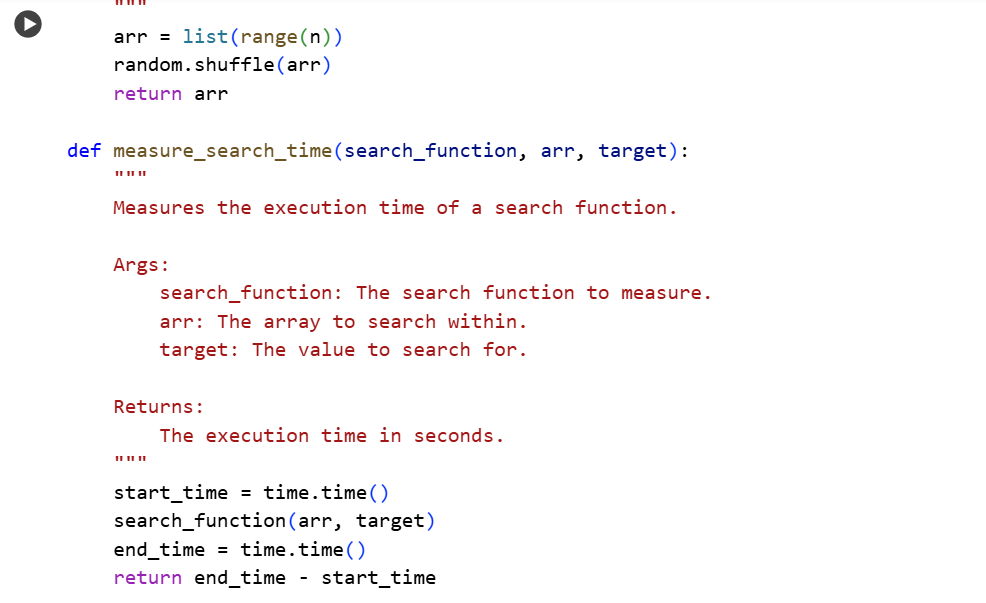 """
arr = list(range(n))
random.shuffle(arr)
return arr
def measure_search_time(search_function, arr, target):
"""
Measures the execution time of a search function.
Args:
search_function: The search function to measure.
arr: The array to search within.
target: The value to search for.
Returns:
The execution time in seconds.
"""
start_time = time.time()
search_function(arr, target)
end_time = time.time()
return end_time - start_time